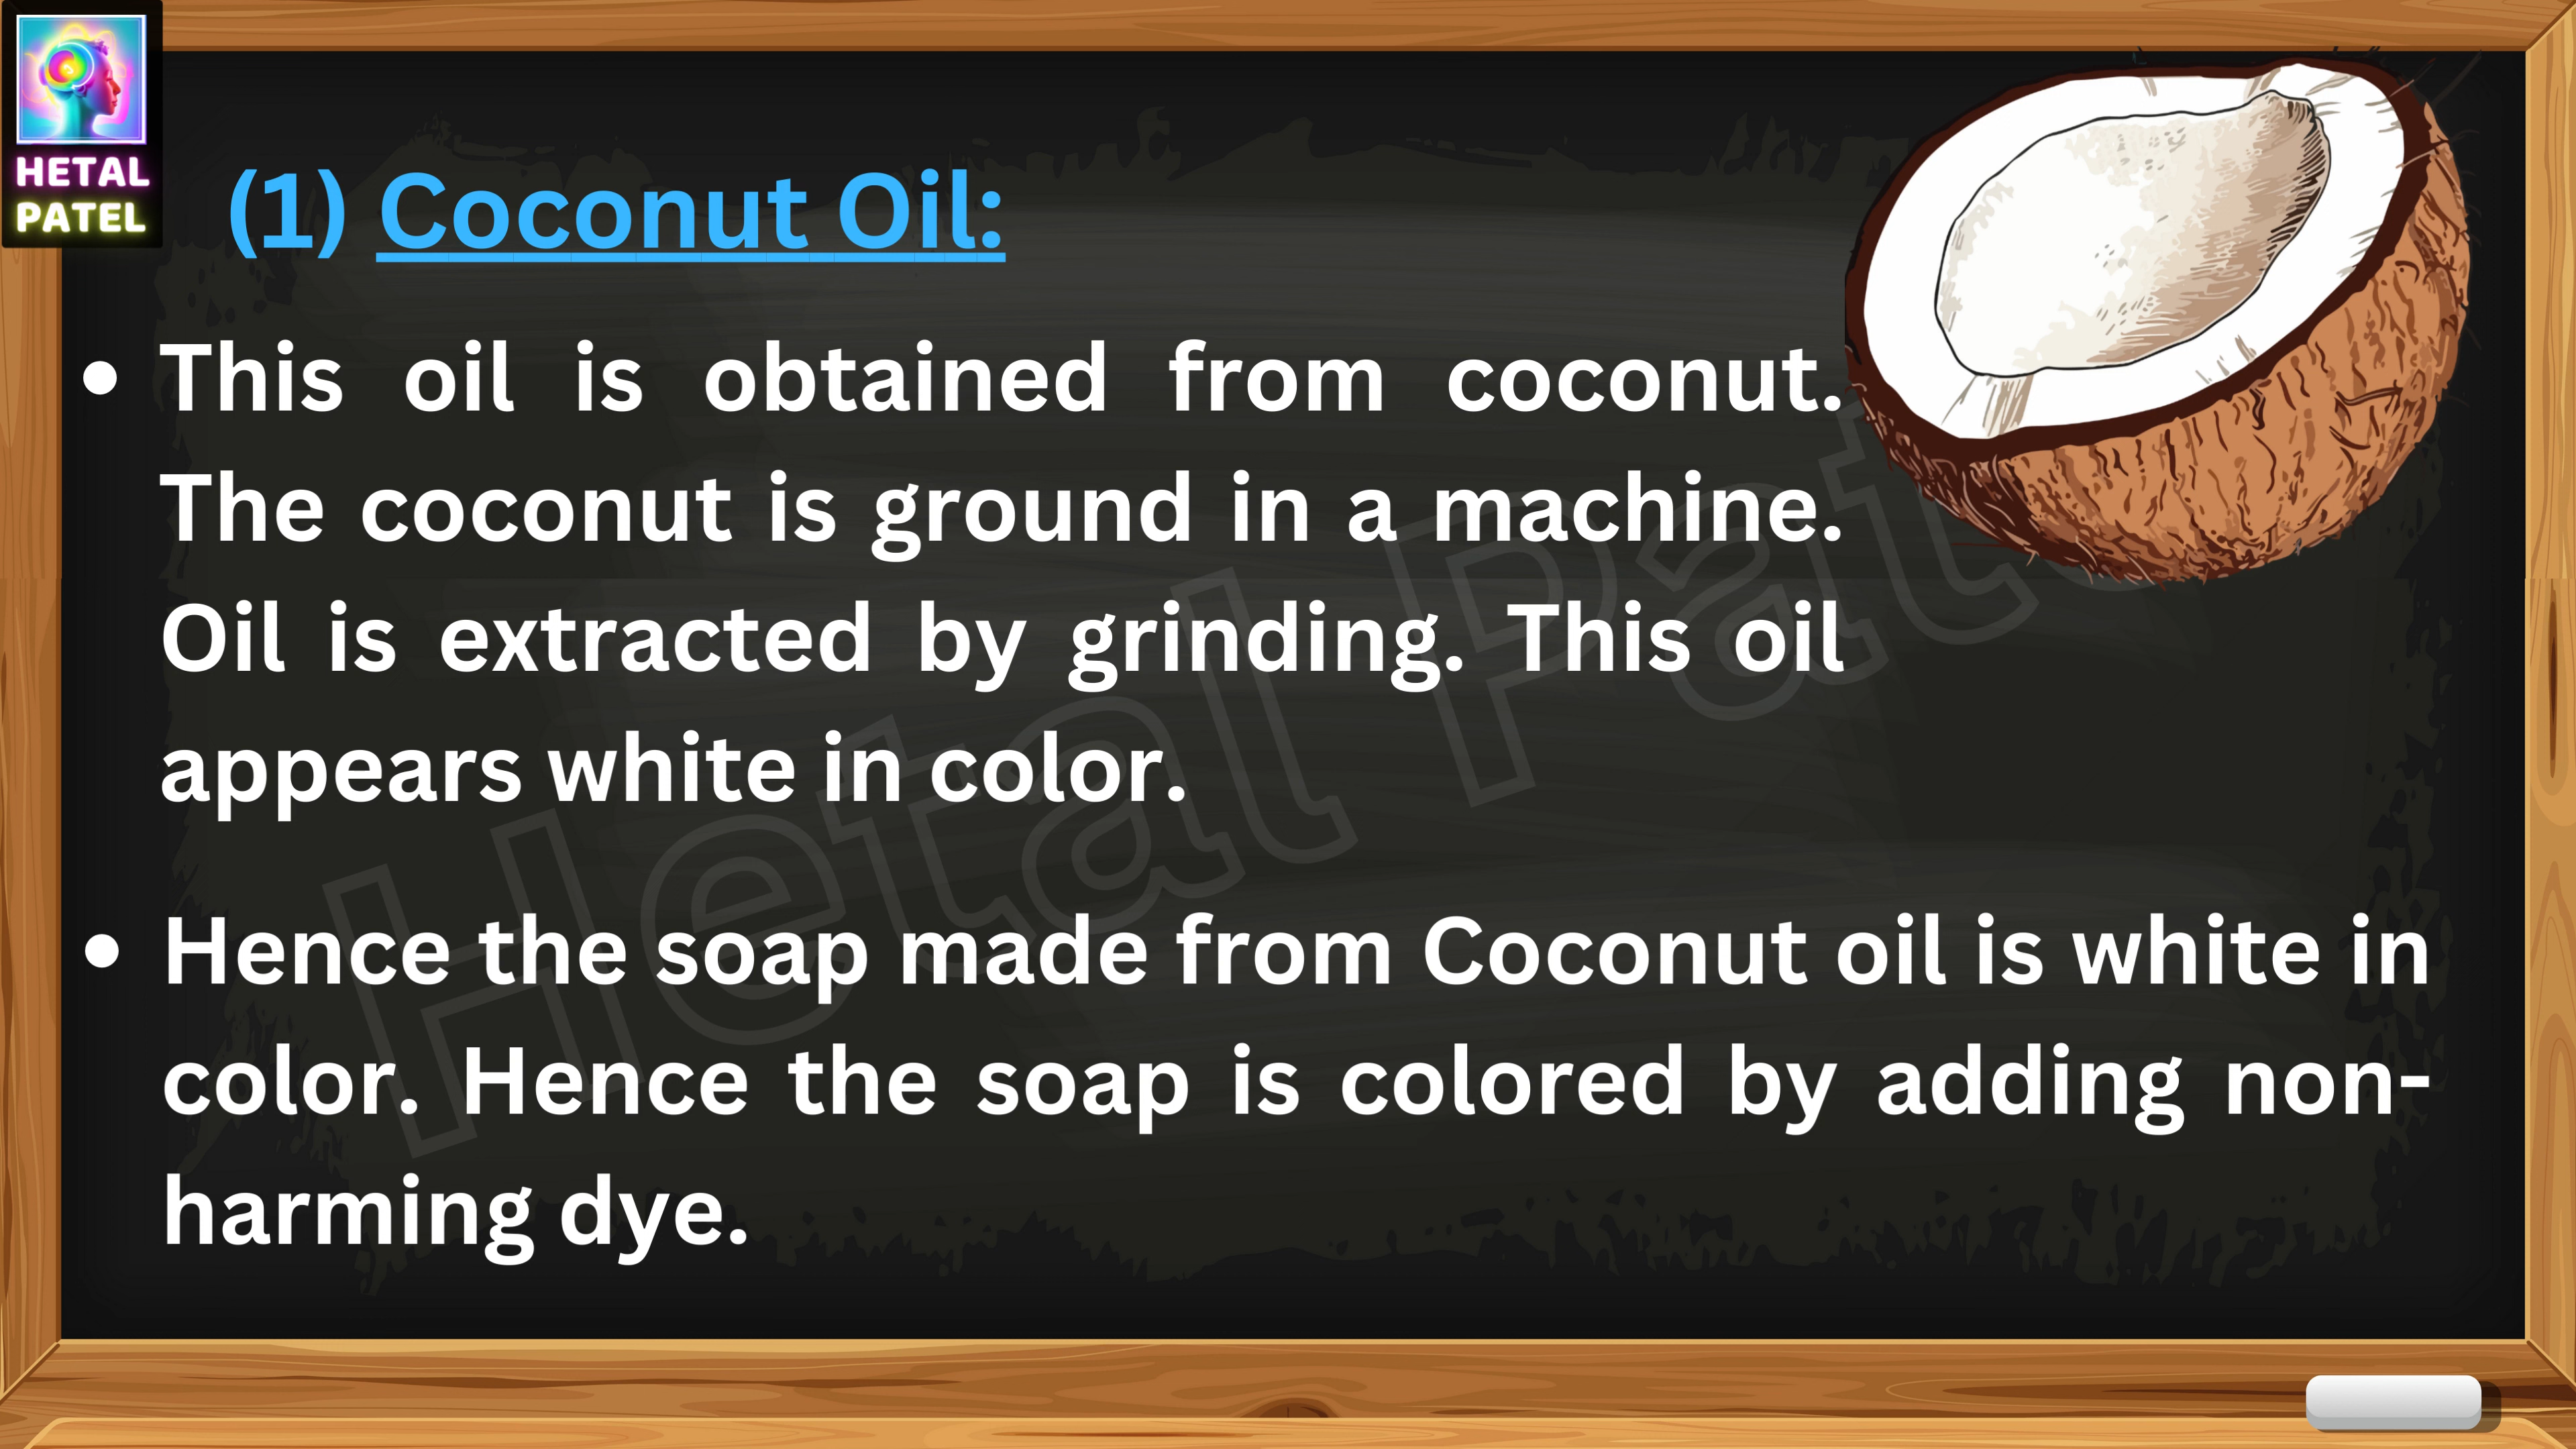 HETAL
PATEL
(1) Coconut Oil:
• This oil is obtained from coconut.
The coconut is ground in a machine.
Oil is extracted by grinding. This oil
appears white in color.
• Hence the soap made from Coconut oil is white in
color. Hence the soap is colored by adding non-
harming dye.
Hetal Patel